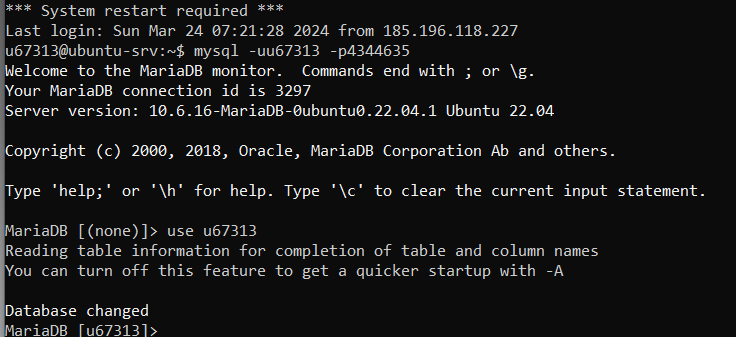 *** System restart required ***
Last login: Sun Mar 24 07:21:28 2024 from 185.196.118.227
u67313@ubuntu-srv:~$ mysql -uu67313 -p4344635
Welcome to the MariaDB monitor.  Commands end with ; or \g.
Your MariaDB connection id is 3297
Server version: 10.6.16-MariaDB-0ubuntu0.22.04.1 Ubuntu 22.04
Copyright (c) 2000, 2018, Oracle, MariaDB Corporation Ab and others.
Type 'help;' or '\h' for help. Type '\c' to clear the current input statement.
MariaDB [(none)]> use u67313
Reading table information for completion of table and column names
You can turn off this feature to get a quicker startup with -A
Database changed
MariaDB [u67313]>